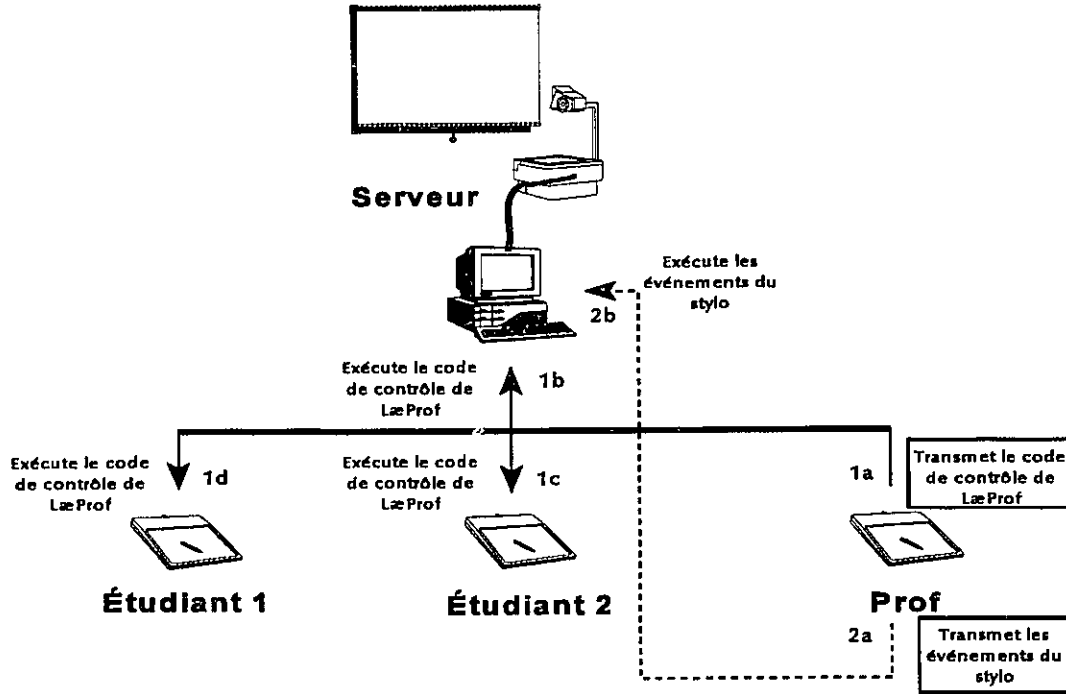 Serveur
Exécute les
événements du
stylo
2b
Exécute le code
de contrôle de
LæProf
1b
Exécute le code
de contrôle de
LæProf
1d
Exécute le code
de contrôle de
LæProf
1c
1a
Transmet le code
de contrôle de
LæProf
Étudiant 1
Étudiant 2
Prof
2a
Transmet les
événements du
stylo